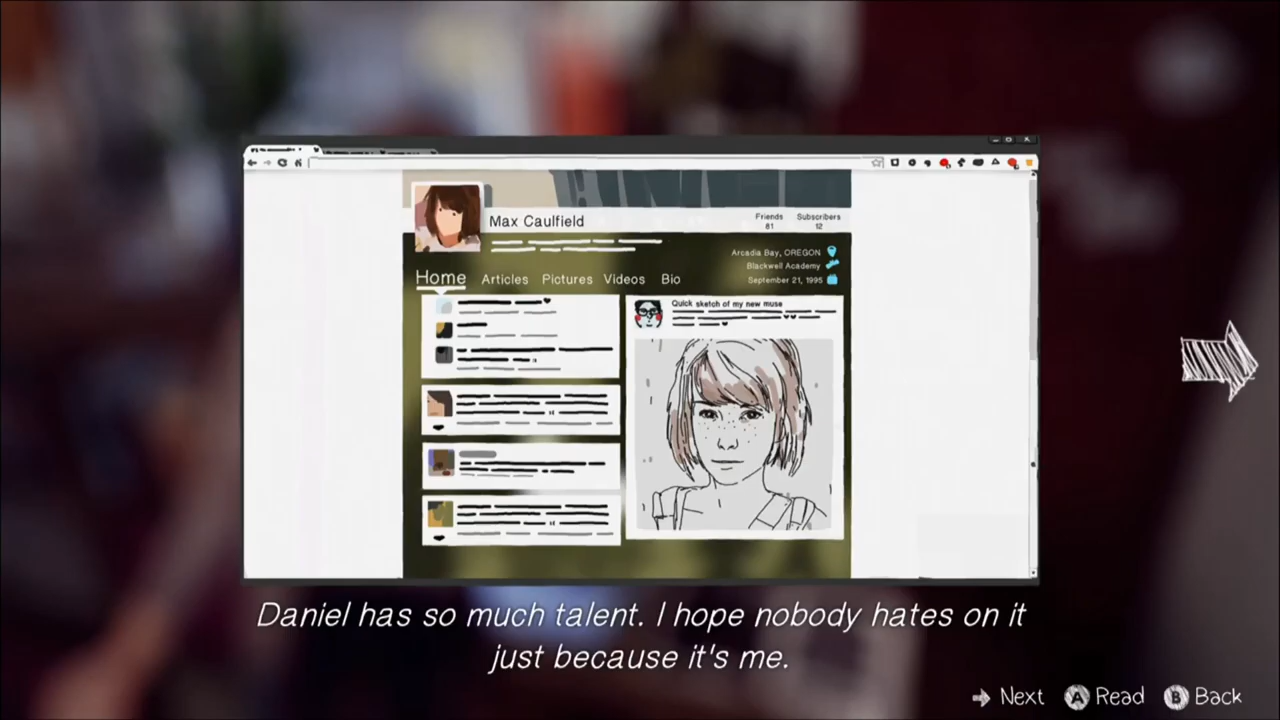 Max Caulfield
Friends
81
Subscribers
12
Arcadia Bay, OREGON
Blackwell Academy
September 21, 1995
Home Articles Pictures Videos Bio
Quick sketch of my new muse
Daniel has so much talent. I hope nobody hates on it
just because it's me.
Next A Read B Back